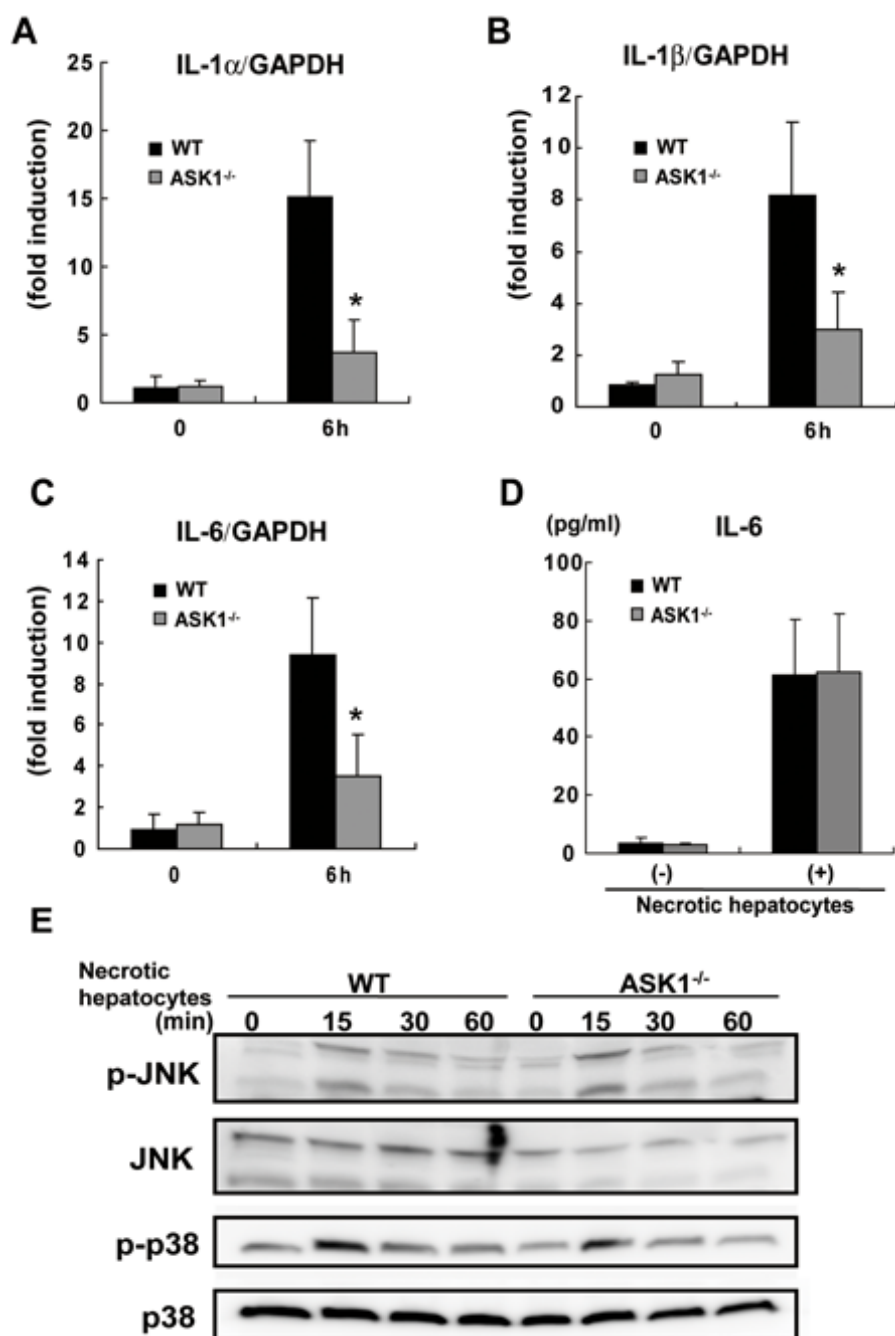 A
IL-1α/GAPDH
(fold induction)
25
20
15
10
5
0
WT
ASK1-/-
*
0
6h
B
IL-1β/GAPDH
(fold induction)
12
10
8
6
4
2
0
WT
ASK1-/-
*
0
6h
C
IL-6/GAPDH
(fold induction)
14
12
10
8
6
4
2
0
WT
ASK1-/-
*
0
6h
D
(pg/ml)
IL-6
100
80
60
40
20
0
WT
ASK1-/-
(-) (+)
Necrotic hepatocytes
E
Necrotic
hepatocytes
(min)
WT ASK1-/-
0 15 30 60 0 15 30 60
p-JNK
JNK
p-p38
p38